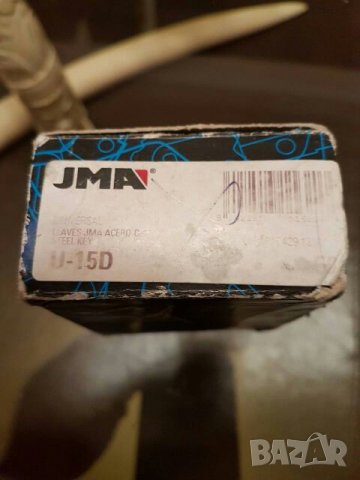 JMA
UNIVERSAL
LLAVES JMA ACERO
STEEL KEY
U-15D
BAZAR